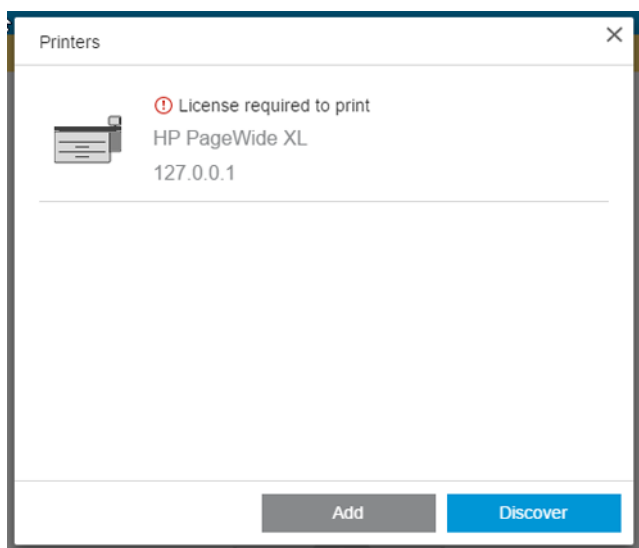 Printers
License required to print
HP PageWide XL
127.0.0.1
Add
Discover